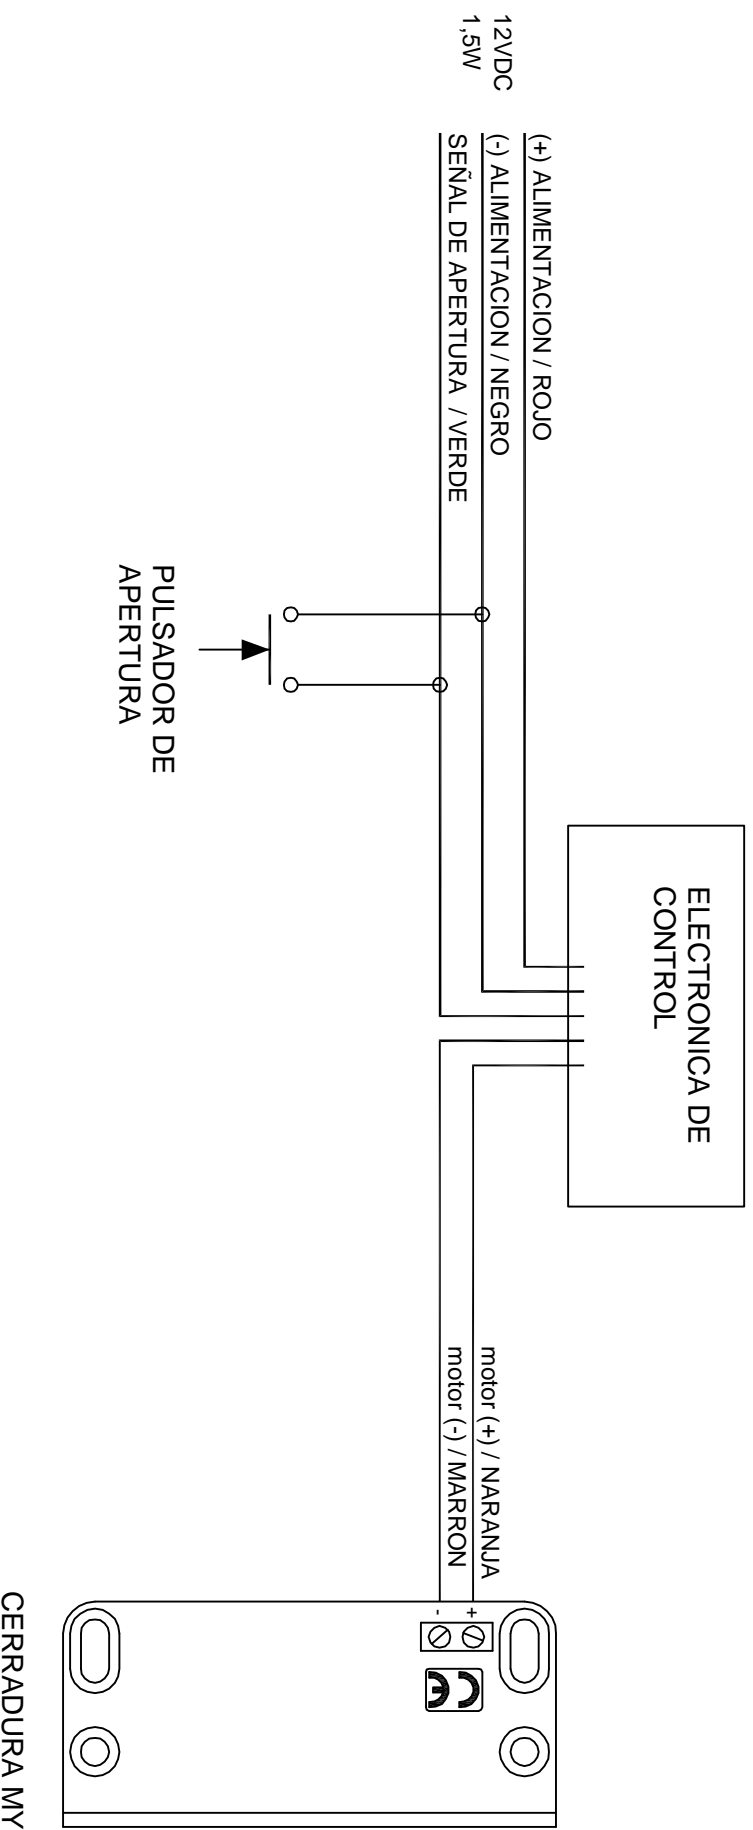 12VDC
1,5W
(+) ALIMENTACION / ROJO
(-) ALIMENTACION / NEGRO
SEÑAL DE APERTURA / VERDE
PULSADOR DE
APERTURA
ELECTRONICA DE
CONTROL
motor (+) / NARANJA
motor (-) / MARRON
+
-
CE
CERRADURA MY